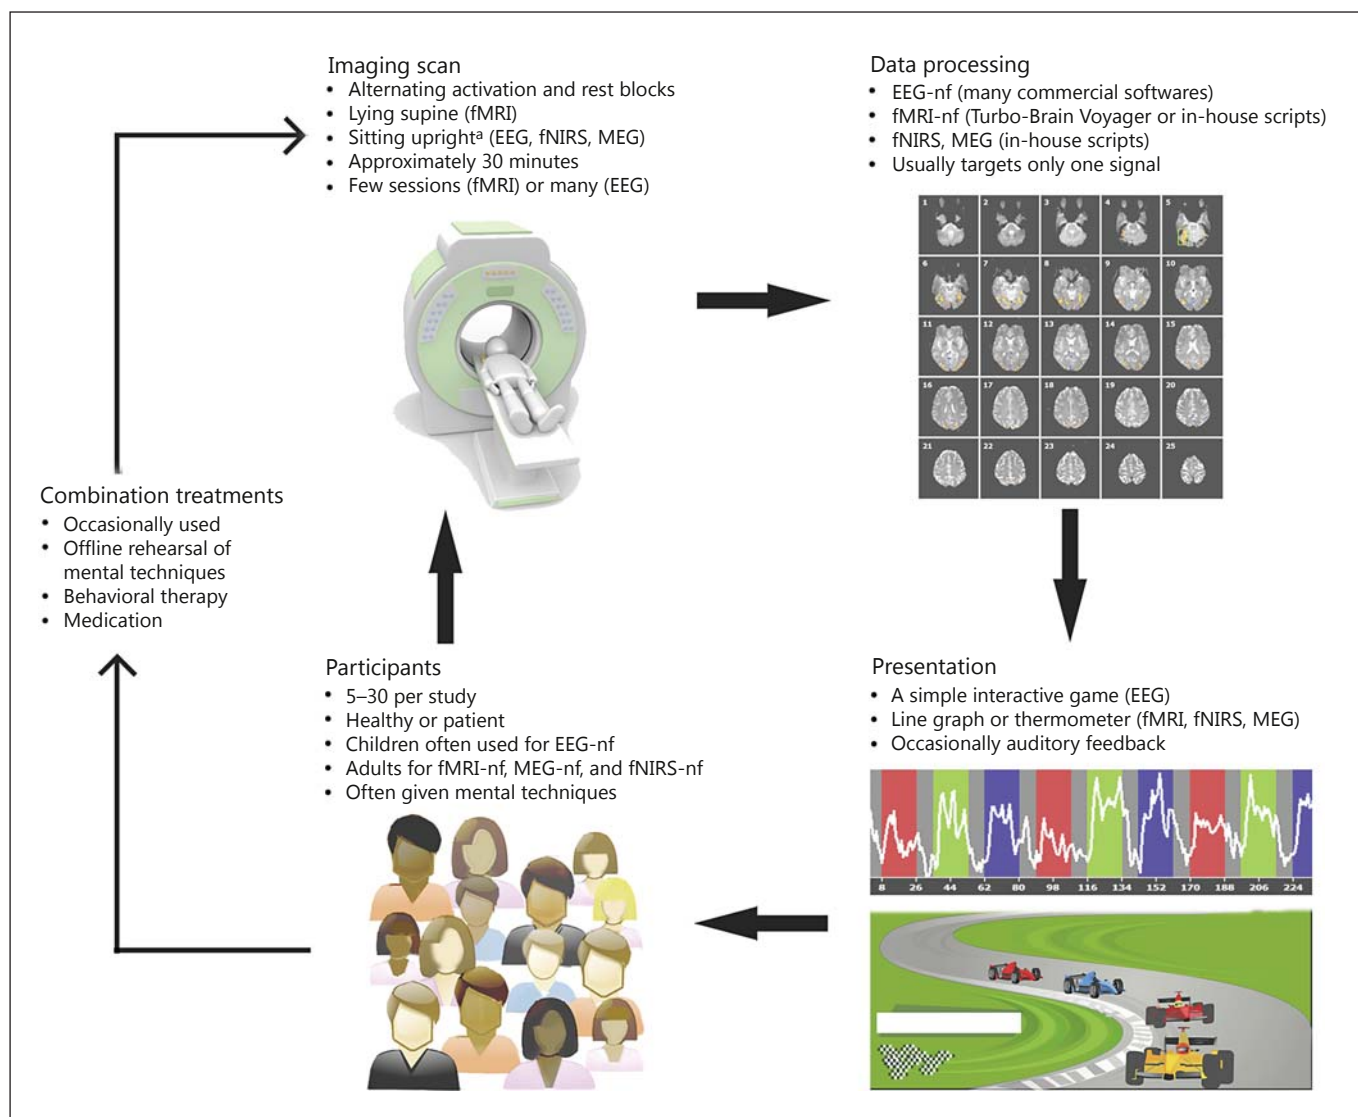 Imaging scan
• Alternating activation and rest blocks
• Lying supine (fMRI)
• Sitting uprightᵃ (EEG, fNIRS, MEG)
• Approximately 30 minutes
• Few sessions (fMRI) or many (EEG)
Data processing
• EEG-nf (many commercial softwares)
• fMRI-nf (Turbo-Brain Voyager or in-house scripts)
• fNIRS, MEG (in-house scripts)
• Usually targets only one signal
1 2 3 4 5
6 7 8 9 10
11 12 13 14 15
16 17 18 19 20
21 22 23 24 25
Combination treatments
• Occasionally used
• Offline rehearsal of
mental techniques
• Behavioral therapy
• Medication
Participants
• 5–30 per study
• Healthy or patient
• Children often used for EEG-nf
• Adults for fMRI-nf, MEG-nf, and fNIRS-nf
• Often given mental techniques
Presentation
• A simple interactive game (EEG)
• Line graph or thermometer (fMRI, fNIRS, MEG)
• Occasionally auditory feedback
8 26 44 62 80 98 116 134 152 170 188 206 224